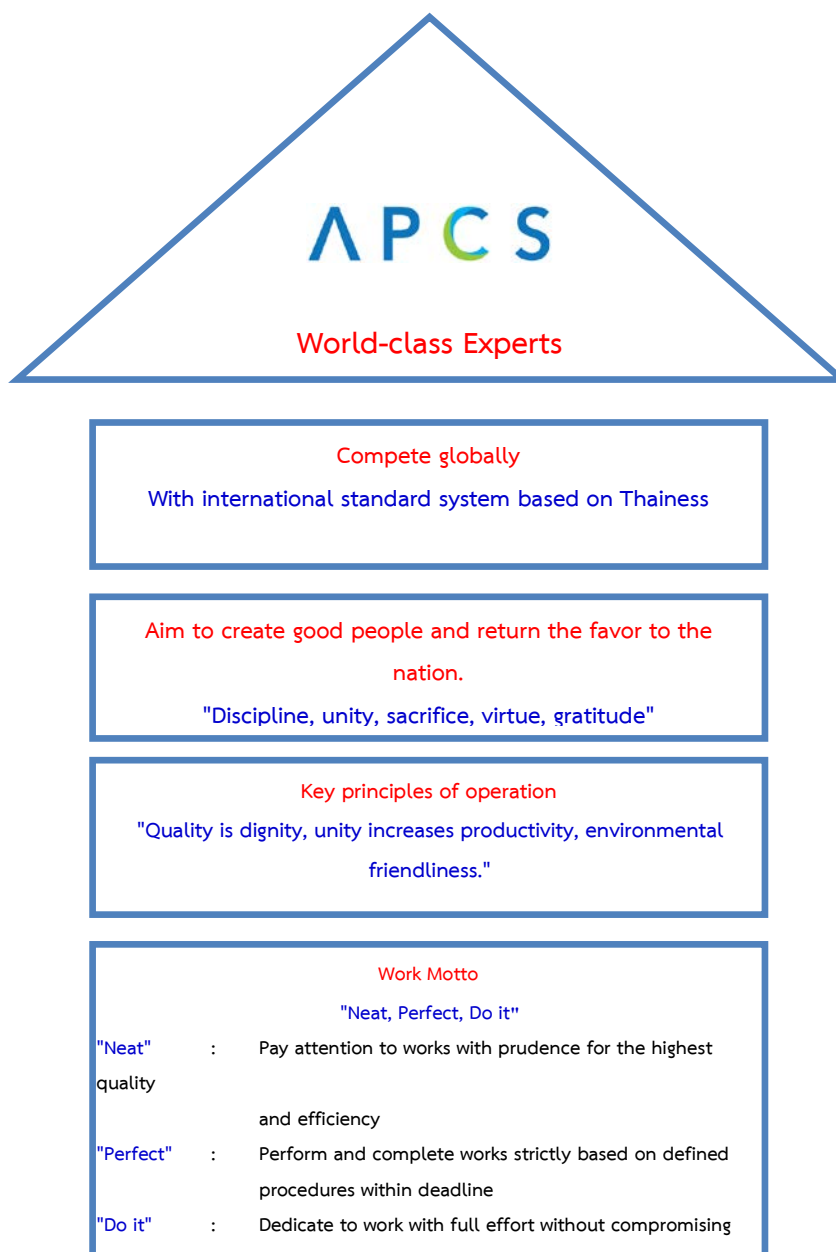 APCS
World-class Experts
Compete globally
With international standard system based on Thainess
Aim to create good people and return the favor to the
nation.
"Discipline, unity, sacrifice, virtue, gratitude"
Key principles of operation
"Quality is dignity, unity increases productivity, environmental
friendliness."
Work Motto
"Neat, Perfect, Do it"
"Neat" : Pay attention to works with prudence for the highest
quality
and efficiency
"Perfect" : Perform and complete works strictly based on defined
procedures within deadline
"Do it" : Dedicate to work with full effort without compromising